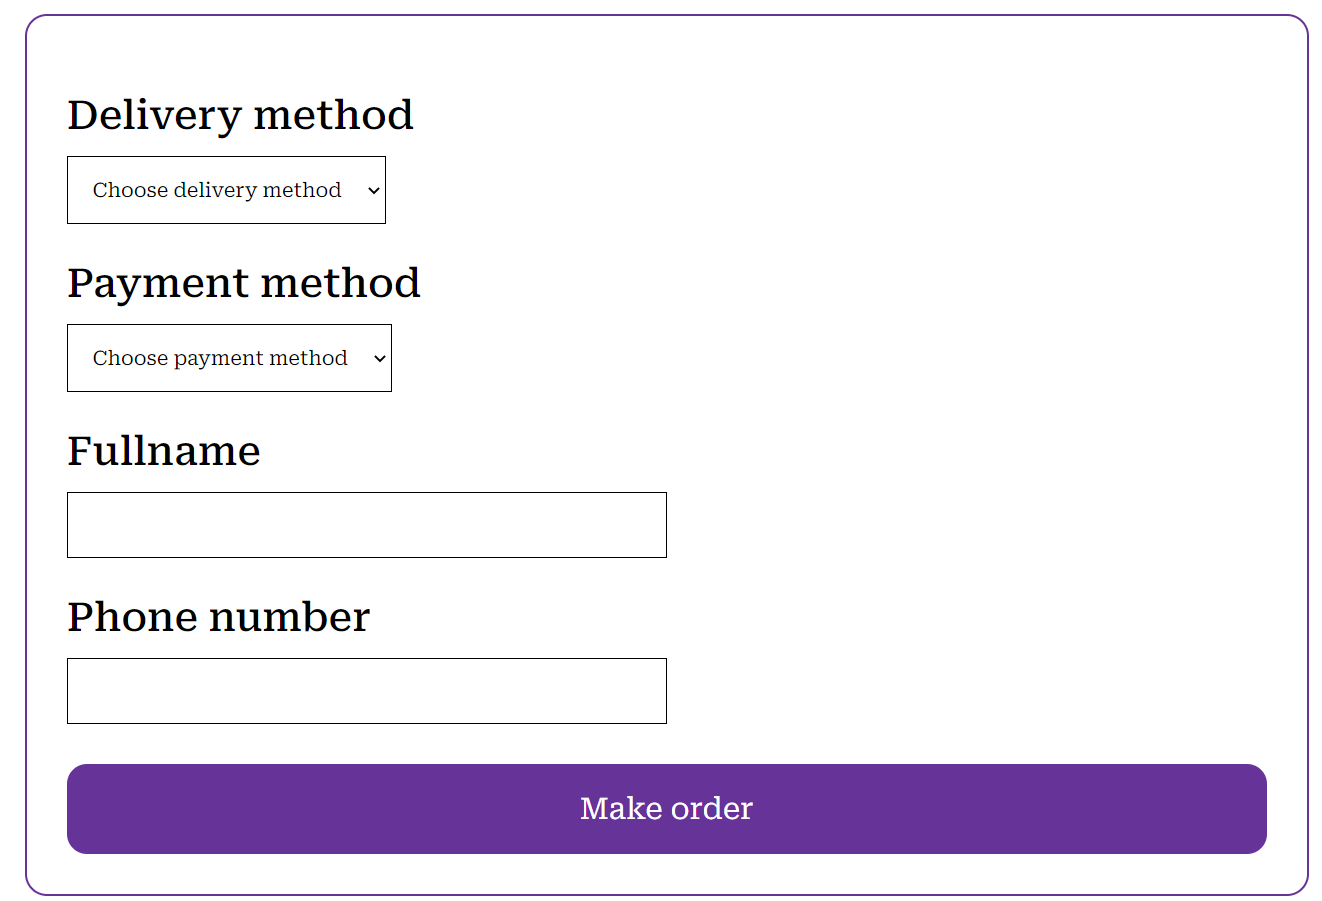 Delivery method
Choose delivery method
Payment method
Choose payment method
Fullname
Phone number
Make order